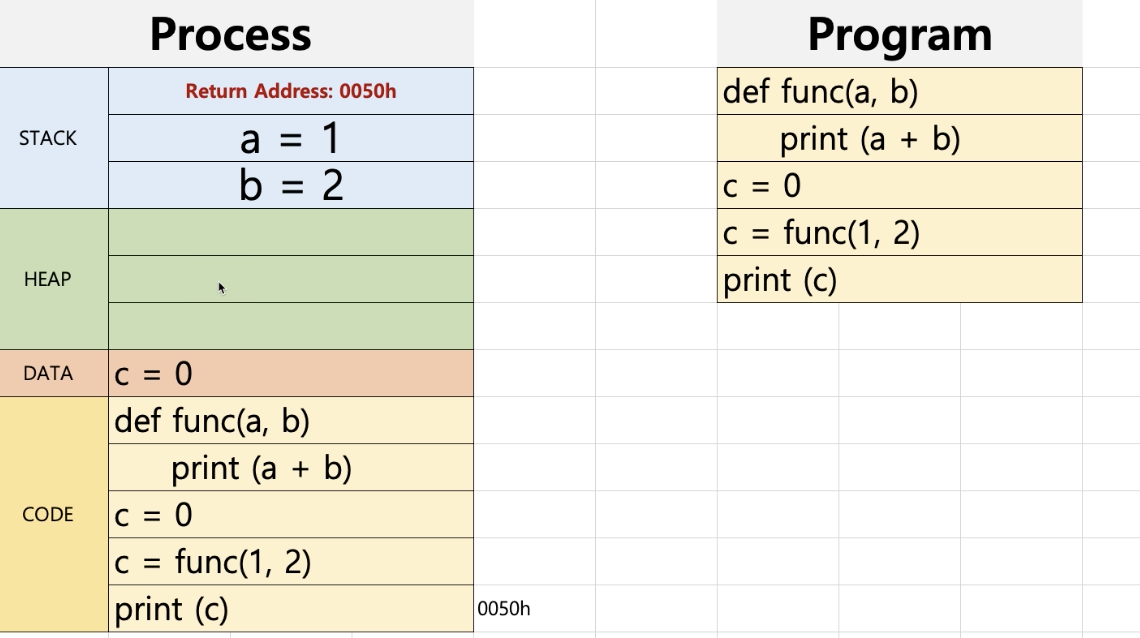 Process
Program
STACK
Return Address: 0050h
a = 1
b = 2
HEAP
DATA
c = 0
CODE
def func(a, b)
print (a + b)
c = 0
c = func(1, 2)
print (c)
0050h
def func(a, b)
print (a + b)
c = 0
c = func(1, 2)
print (c)